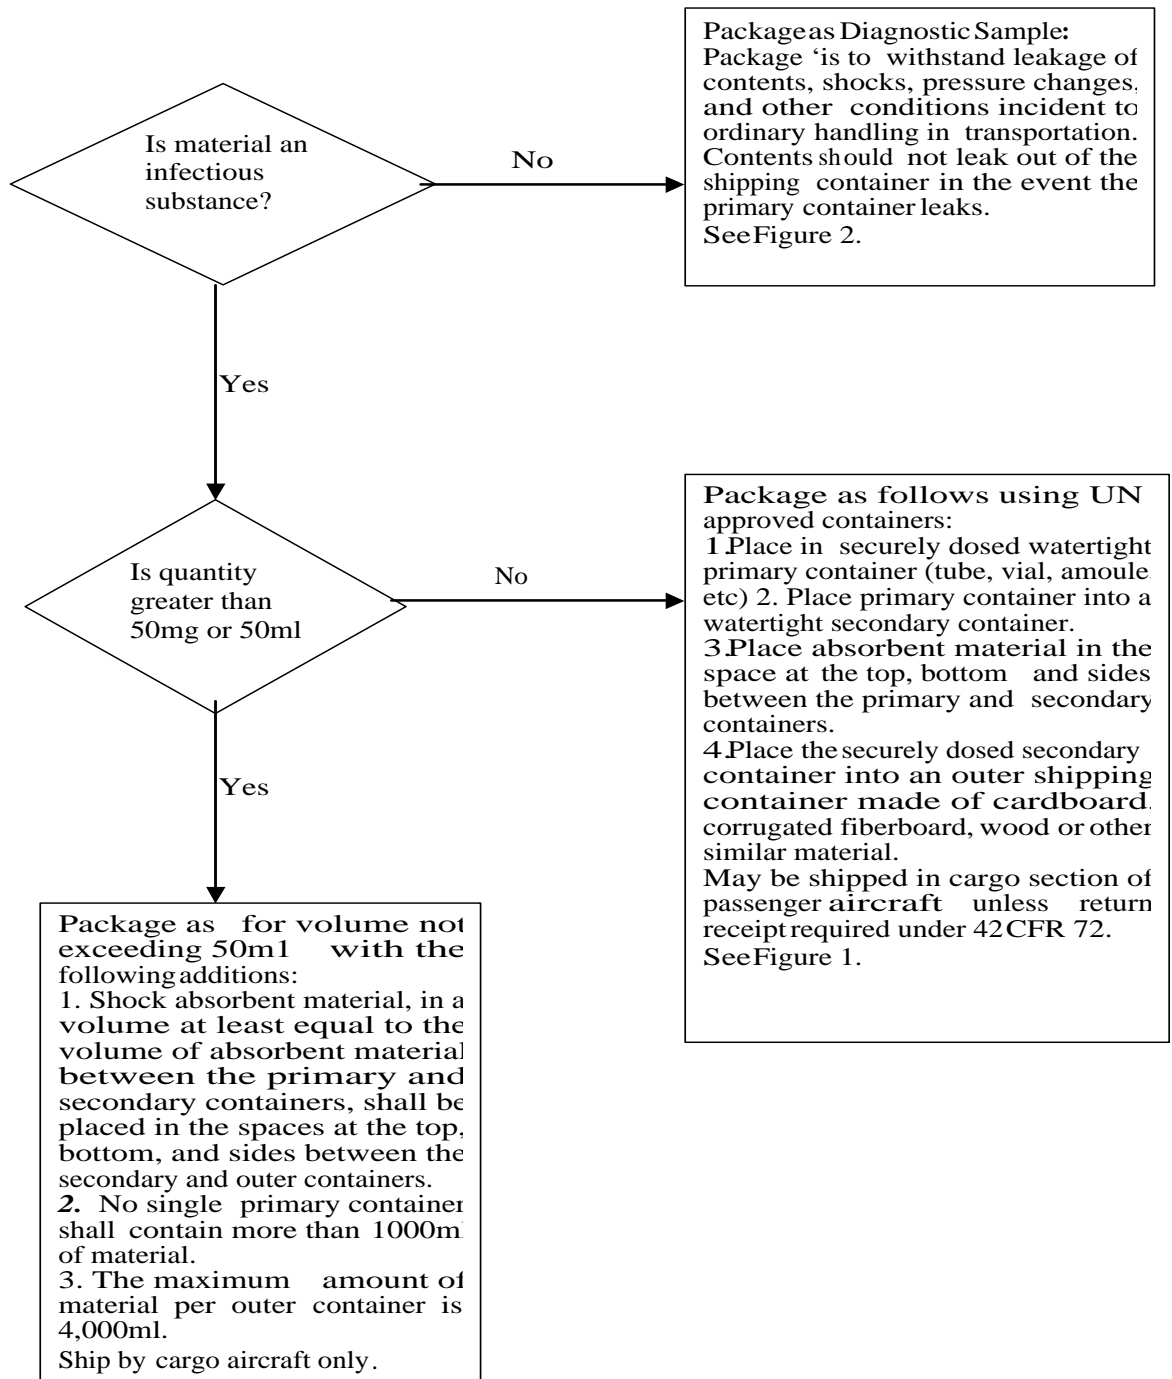 Package as Diagnostic Sample:
Package ‘is to withstand leakage of
contents, shocks, pressure changes,
and other conditions incident to
ordinary handling in transportation.
Contents should not leak out of the
shipping container in the event the
primary container leaks.
See Figure 2.
Is material an
infectious
substance?
No
Yes
Is quantity
greater than
50mg or 50ml
No
Package as follows using UN
approved containers:
1.Place in securely dosed watertight
primary container (tube, vial, amoule,
etc) 2. Place primary container into a
watertight secondary container.
3.Place absorbent material in the
space at the top, bottom and sides
between the primary and secondary
containers.
4.Place the securely dosed secondary
container into an outer shipping
container made of cardboard,
corrugated fiberboard, wood or other
similar material.
May be shipped in cargo section of
passenger aircraft unless return
receipt required under 42 CFR 72.
See Figure 1.
Yes
Package as for volume not
exceeding 50m1 with the
following additions:
1. Shock absorbent material, in a
volume at least equal to the
volume of absorbent material
between the primary and
secondary containers, shall be
placed in the spaces at the top,
bottom, and sides between the
secondary and outer containers.
2. No single primary container
shall contain more than 1000ml
of material.
3. The maximum amount of
material per outer container is
4,000ml.
Ship by cargo aircraft only.